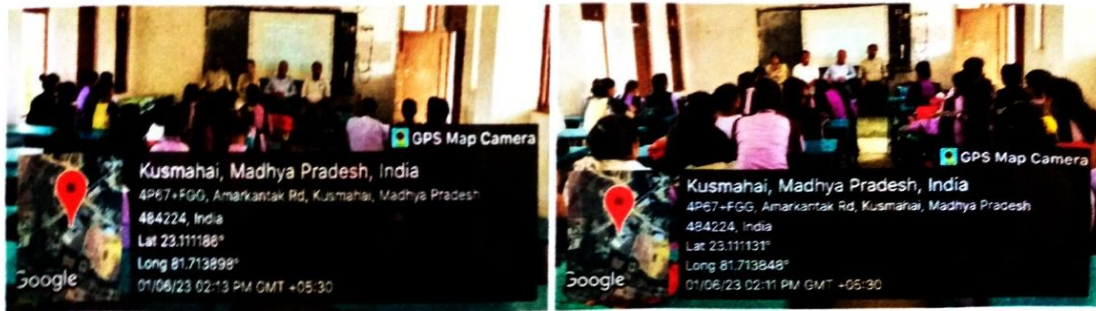 GPS Map Camera
Kusmahai, Madhya Pradesh, India
4P67+FGG, Amarkantak Rd, Kusmahai, Madhya Pradesh
484224, India
Lat 23.111186°
Long 81.713898°
01/06/23 02:13 PM GMT +05:30
Google
GPS Map Camera
Kusmahai, Madhya Pradesh, India
4P67+FGG, Amarkantak Rd, Kusmahai, Madhya Pradesh
484224, India
Lat 23.111131°
Long 81.713848°
01/06/23 02:11 PM GMT +05:30
Google